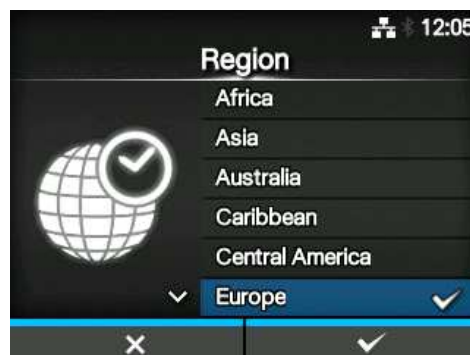 12:05
Region
Africa
Asia
Australia
Caribbean
Central America
Europe